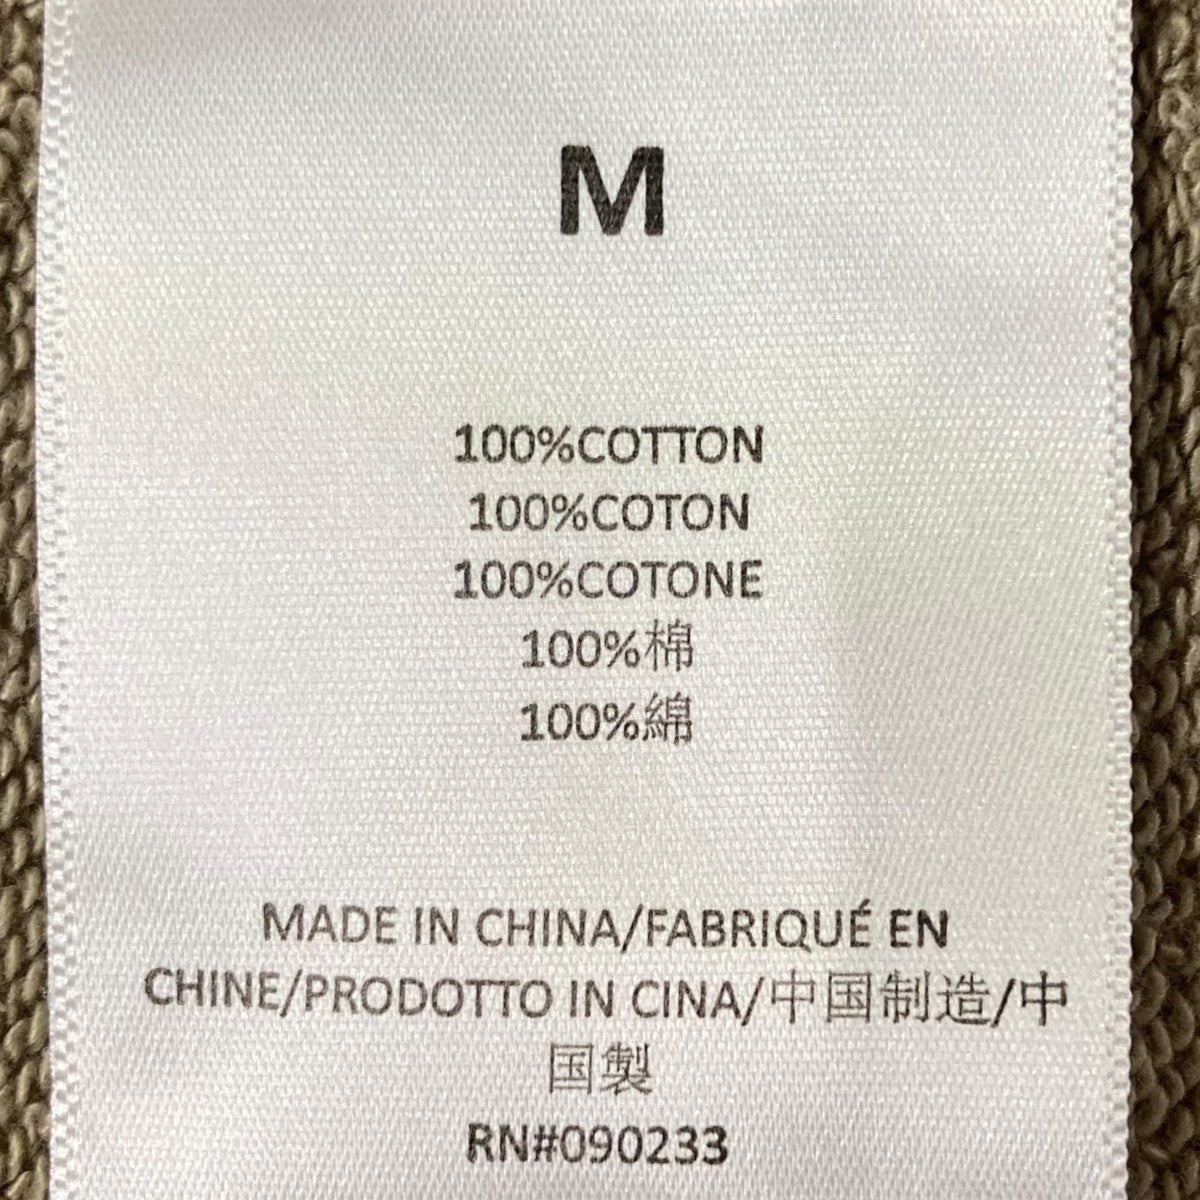 M
100%COTTON
100%COTON
100%COTONE
100%棉
100%綿
MADE IN CHINA/FABRIQUÉ EN
CHINE/PRODOTTO IN CINA/中国制造/中
国製
RN#090233